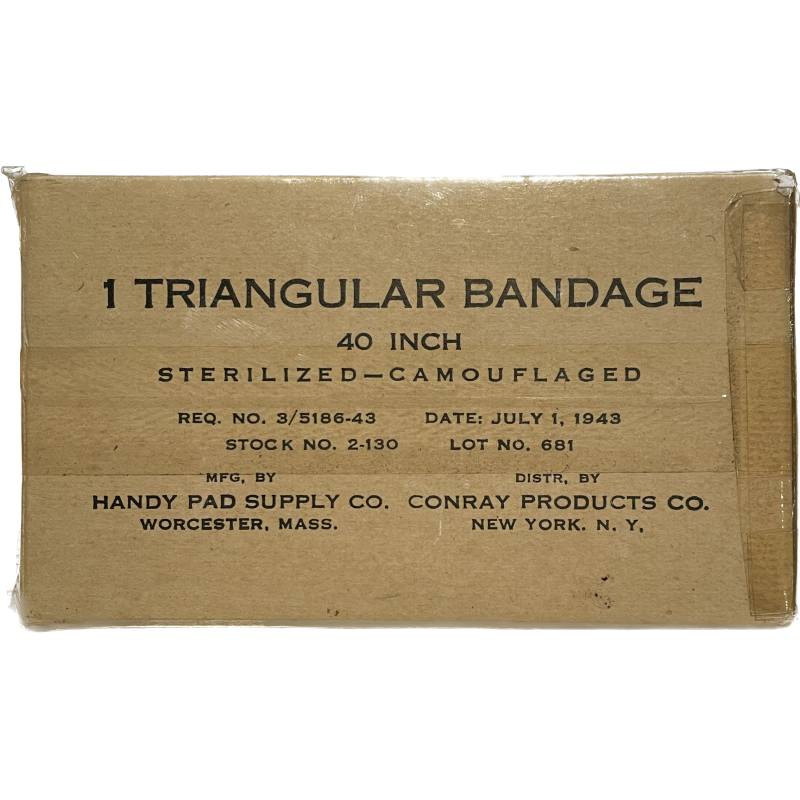 1 TRIANGULAR BANDAGE
40 INCH
STERILIZED—CAMOUFLAGED
REQ. NO. 3/5186-43 DATE: JULY 1, 1943
STOCK NO. 2-130 LOT NO. 681
MFG, BY DISTR, BY
HANDY PAD SUPPLY CO. CONRAY PRODUCTS CO.
WORCESTER, MASS. NEW YORK. N. Y,